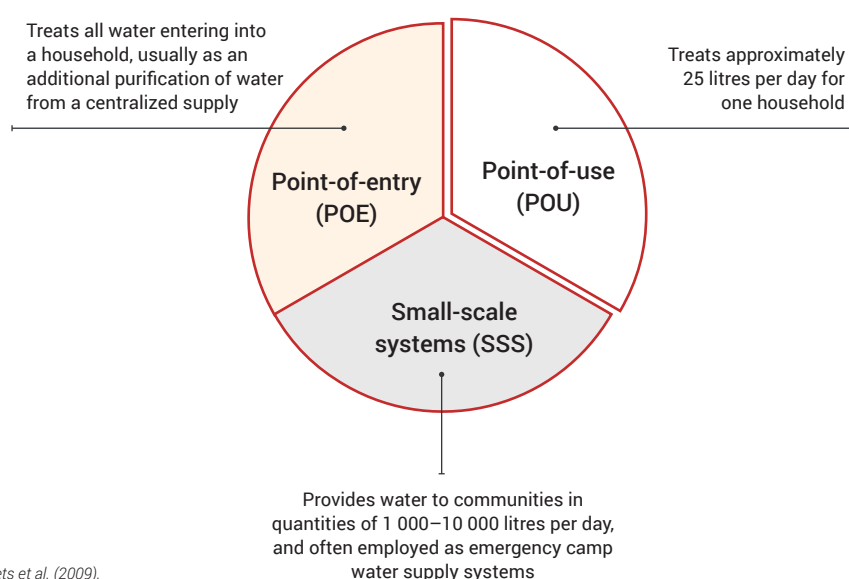 Treats all water entering into
a household, usually as an
additional purification of water
from a centralized supply
Treats approximately
25 litres per day for
one household
Point-of-entry
(POE)
Point-of-use
(POU)
Small-scale
systems (SSS)
Provides water to communities in
quantities of 1 000–10 000 litres per day,
and often employed as emergency camp
water supply systems
et al. (2009).